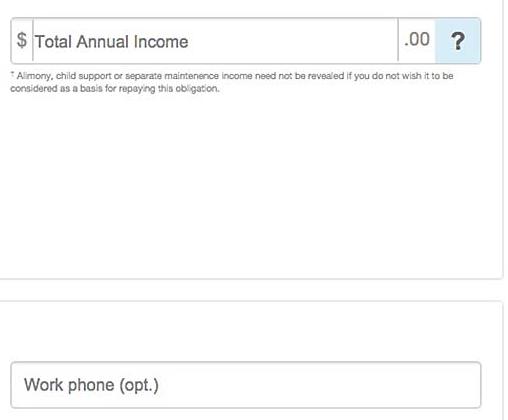 $ Total Annual Income .00 ?
* Alimony, child support or separate maintenence income need not be revealed if you do not wish it to be
considered as a basis for repaying this obligation.
Work phone (opt.)